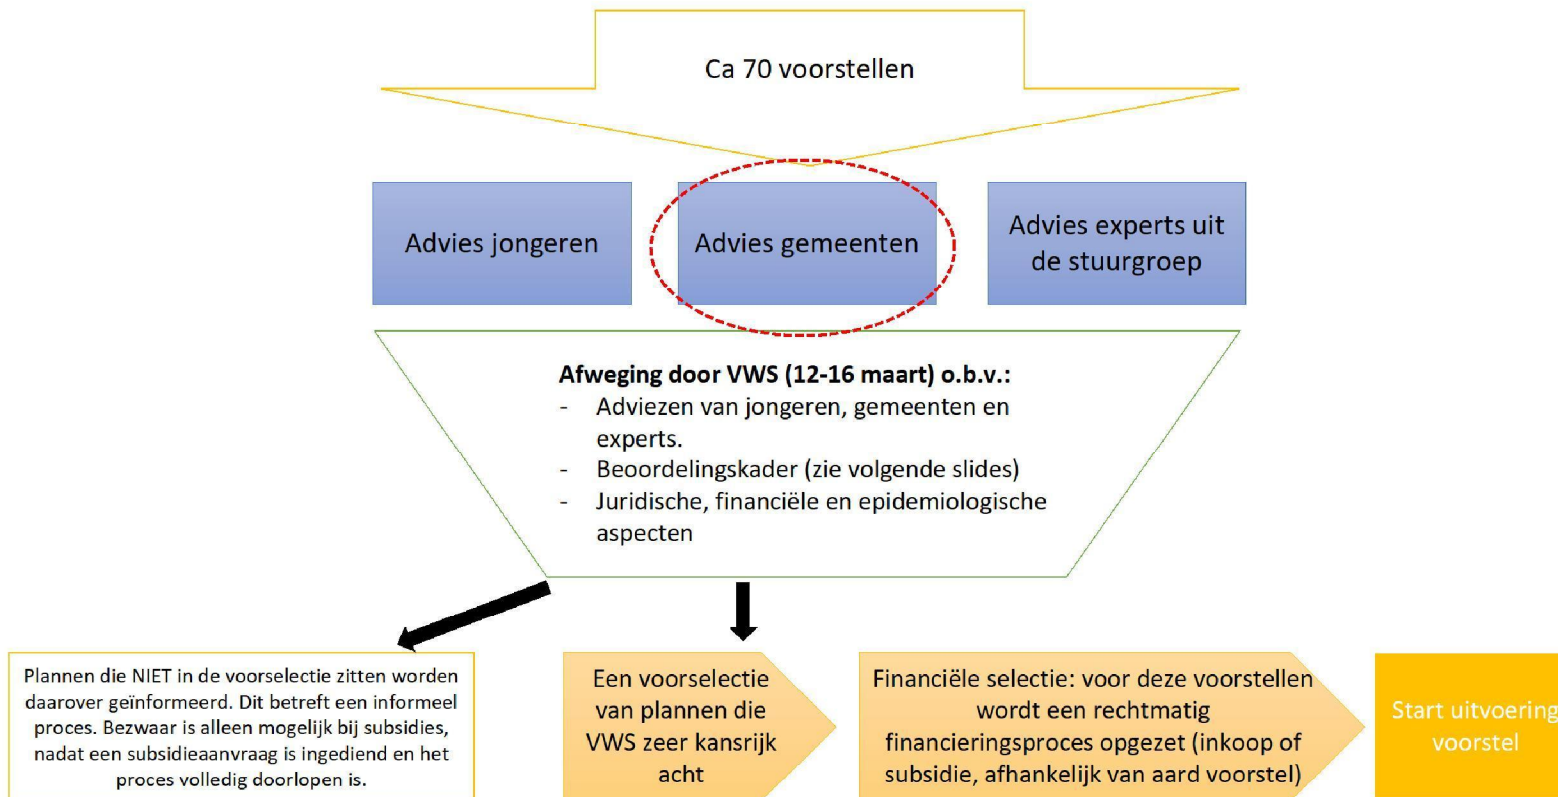 Ca 70 voorstellen
Advies jongeren
Advies gemeenten
Advies experts uit
de stuurgroep
Afweging door VWS (12-16 maart) o.b.v.:
- Adviezen van jongeren, gemeenten en
experts.
- Beoordelingskader (zie volgende slides)
- Juridische, financiële en epidemiologische
aspecten
Plannen die NIET in de voorselectie zitten worden
daarover geïnformeerd. Dit betreft een informeel
proces. Bezwaar is alleen mogelijk bij subsidies,
nadat een subsidieaanvraag is ingediend en het
proces volledig doorlopen is.
Een voorselectie
van plannen die
VWS zeer kansrijk
acht
Financiële selectie: voor deze voorstellen
wordt een rechtmatig
financieringsproces opgezet (inkoop of
subsidie, afhankelijk van aard voorstel)
Start uitvoering
voorstel